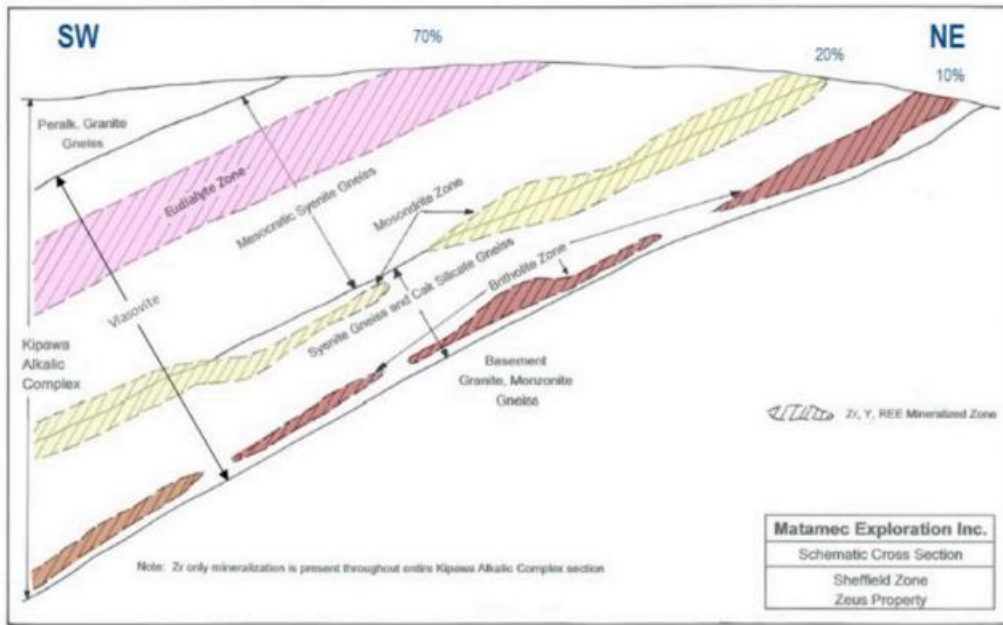 SW
70%
NE
20%
10%
Peralk. Granite
Gneiss
Eudialyte Zone
Mesocratic Syenite Gneiss
Mosondrite Zone
Vlasovite
Syenite Gneiss and Cak Silicate Gneiss
Britholite Zone
Kipawa
Alkalic
Complex
Basement
Granite, Monzonite
Gneiss
Zr, Y, REE Mineralized Zone
Note: Zr only mineralization is present throughout entire Kipawa Alkalic Complex section
Matamec Exploration Inc.
Schematic Cross Section
Sheffield Zone
Zeus Property